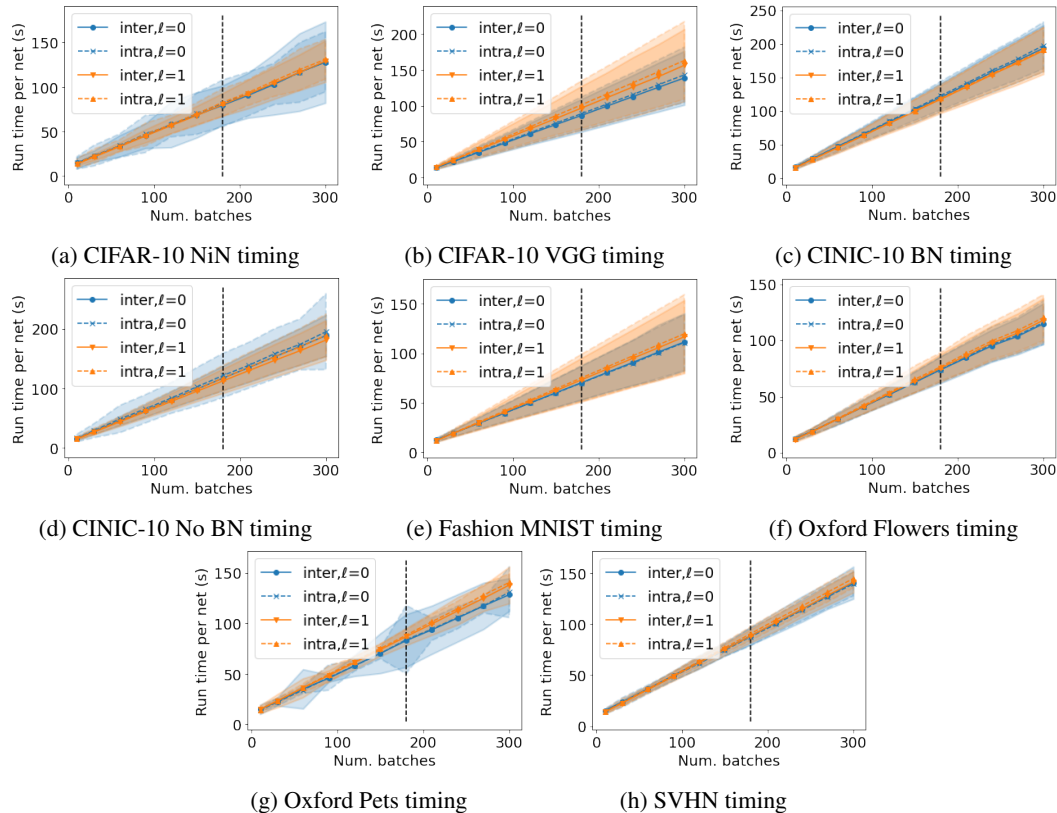 Run time per net (s)
150
100
50
0
inter,ℓ=0
intra,ℓ=0
inter,ℓ=1
intra,ℓ=1
0 100 200 300
Num. batches
(a) CIFAR-10 NiN timing
Run time per net (s)
200
150
100
50
0
inter,ℓ=0
intra,ℓ=0
inter,ℓ=1
intra,ℓ=1
0 100 200 300
Num. batches
(b) CIFAR-10 VGG timing
Run time per net (s)
250
200
150
100
50
0
inter,ℓ=0
intra,ℓ=0
inter,ℓ=1
intra,ℓ=1
0 100 200 300
Num. batches
(c) CINIC-10 BN timing
Run time per net (s)
200
100
0
inter,ℓ=0
intra,ℓ=0
inter,ℓ=1
intra,ℓ=1
0 100 200 300
Num. batches
(d) CINIC-10 No BN timing
Run time per net (s)
150
100
50
0
inter,ℓ=0
intra,ℓ=0
inter,ℓ=1
intra,ℓ=1
0 100 200 300
Num. batches
(e) Fashion MNIST timing
Run time per net (s)
150
100
50
0
inter,ℓ=0
intra,ℓ=0
inter,ℓ=1
intra,ℓ=1
0 100 200 300
Num. batches
(f) Oxford Flowers timing
Run time per net (s)
150
100
50
0
inter,ℓ=0
intra,ℓ=0
inter,ℓ=1
intra,ℓ=1
0 100 200 300
Num. batches
(g) Oxford Pets timing
Run time per net (s)
150
100
50
0
inter,ℓ=0
intra,ℓ=0
inter,ℓ=1
intra,ℓ=1
0 100 200 300
Num. batches
(h) SVHN timing